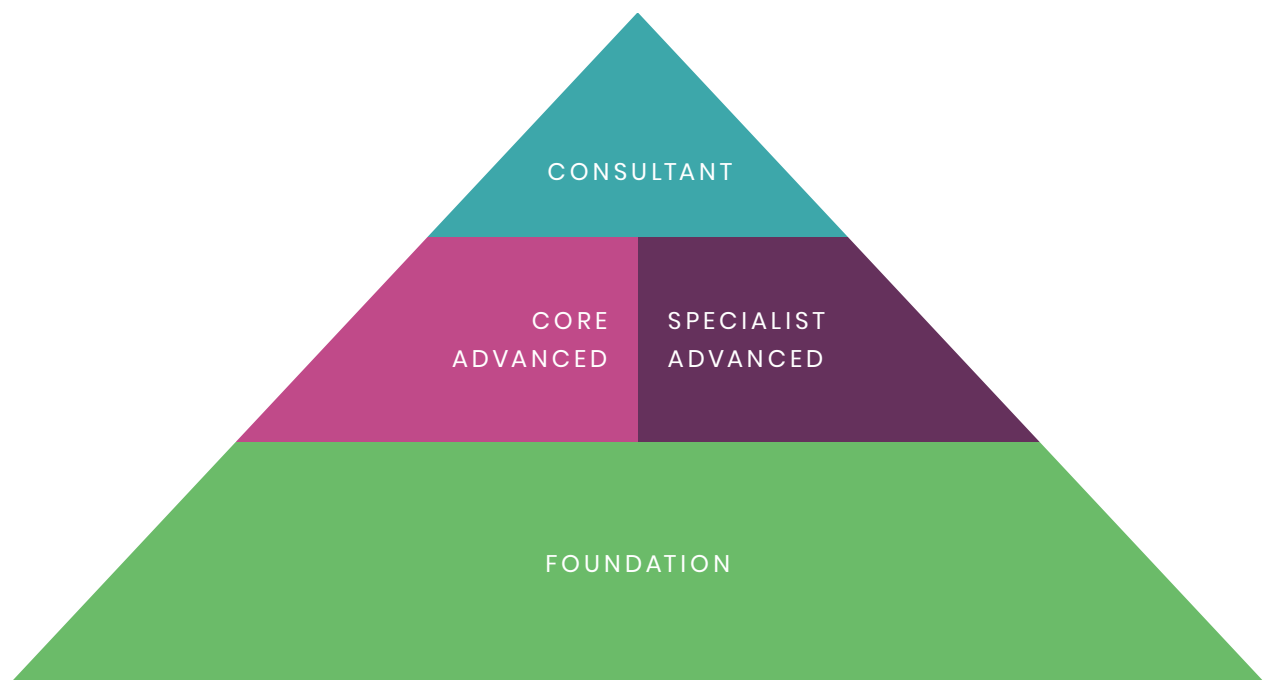 CONSULTANT
CORE
ADVANCED
SPECIALIST
ADVANCED
FOUNDATION